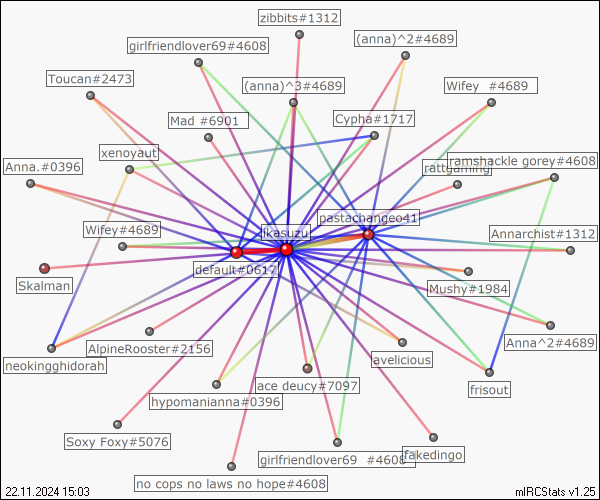 zibbits#1312
(anna)^2#4689
girlfriendlover69#4608
Toucan#2473
(anna)^3#4689
Wifey  #4689
Mad #6901
Cypha#1717
xenoyaut
Anna.#0396
rattgaming
ramshackle gorey#4608
pastachangeo41
Wifey#4689
ikasuzu
Annarchist#1312
default#0617
Skalman
Mushy#1984
AlpineRooster#2156
Anna^2#4689
avelicious
neokingghidorah
ace deucy#7097
frisout
hypomanianna#0396
Soxy Foxy#5076
girlfriendlover69  #4608
fakedingo
no cops no laws no hope#4608
22.11.2024 15:03
mIRCStats v1.25